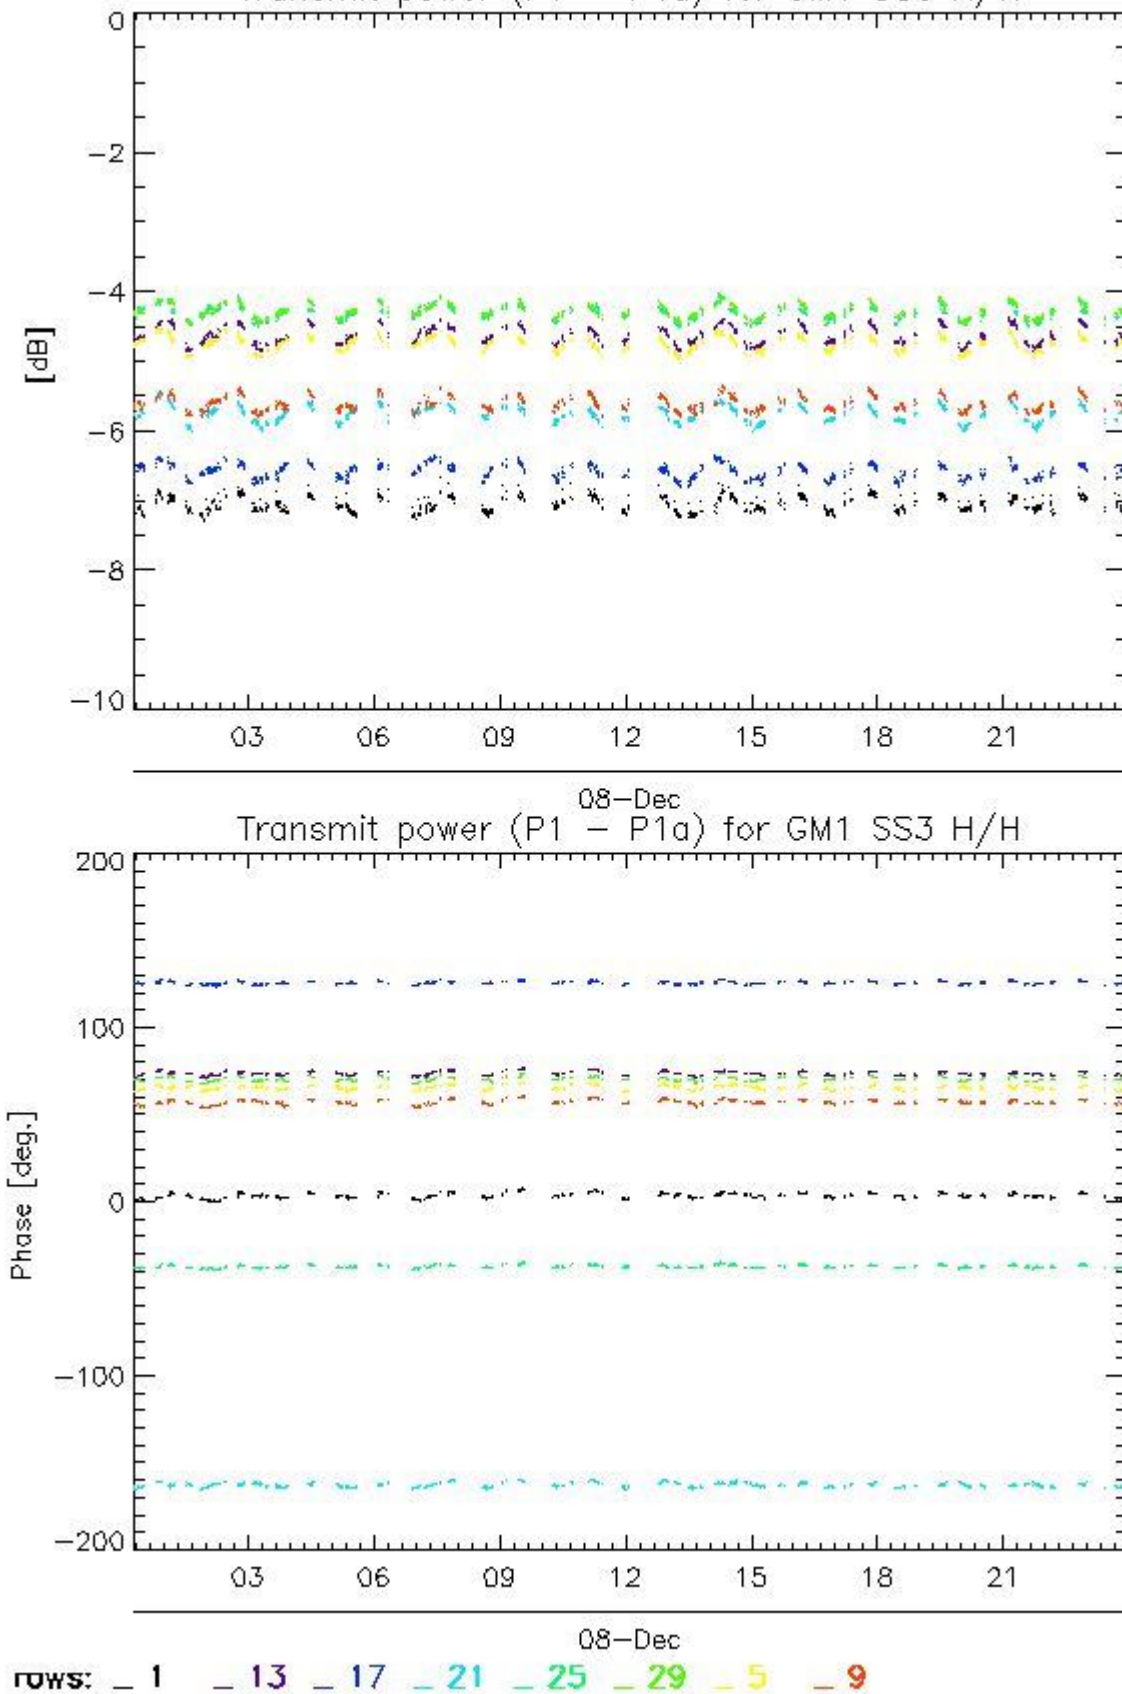 0
−2
−4
−6
−8
−10
[dB]
03 06 09 12 15 18 21
08−Dec
Transmit power (P1 − P1a) for GM1 SS3 H/H
200
100
0
−100
−200
Phase [deg.]
03 06 09 12 15 18 21
08−Dec
rows: _ 1 _ 13 _ 17 _ 21 _ 25 _ 29 _ 5 _ 9